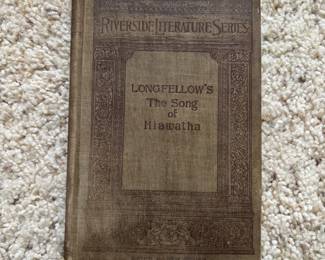 RIVERSIDE LITERATURE SERIES
LONGFELLOW'S
The Song
of
Hiawatha